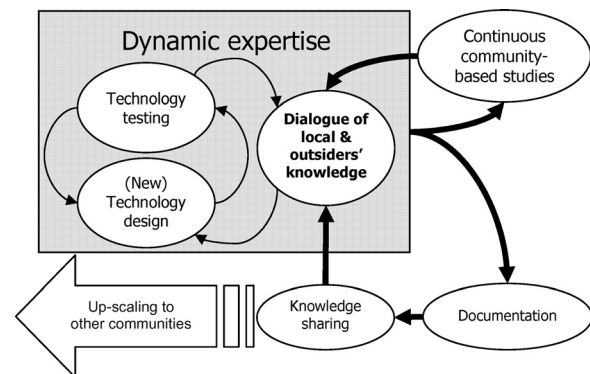 Dynamic expertise
Technology
testing
(New)
Technology
design
Dialogue of
local &
outsiders’
knowledge
Continuous
community-
based studies
Up-scaling to
other communities
Knowledge
sharing
Documentation